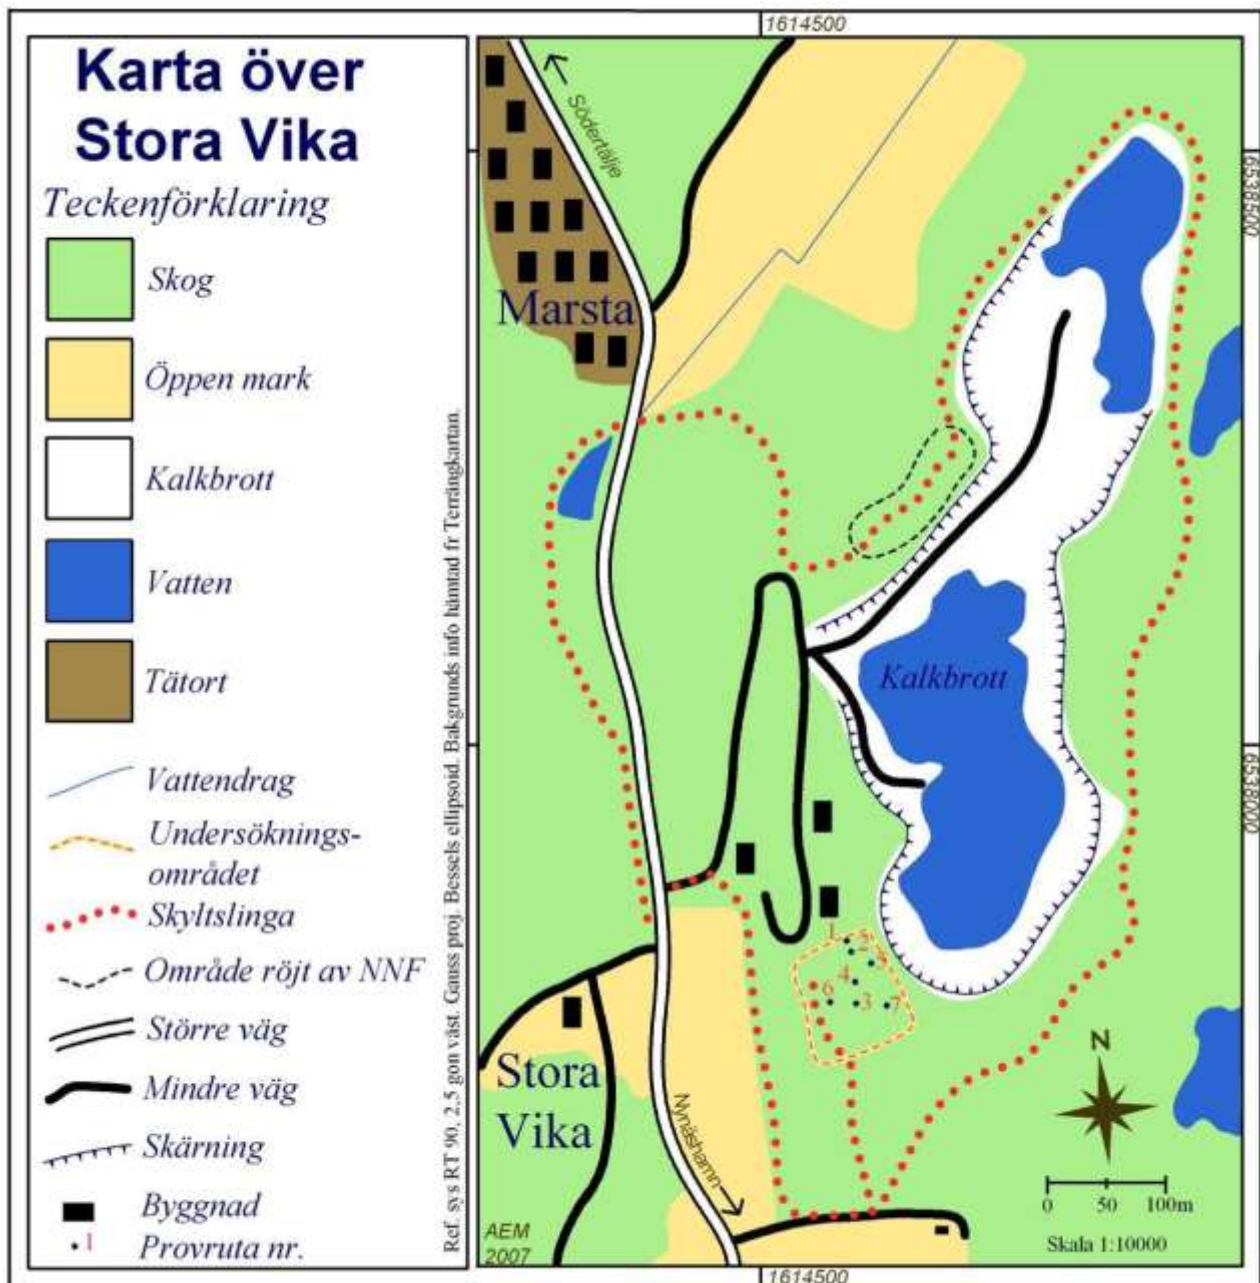 Karta över
Stora Vika
Teckenförklaring
Skog
Öppen mark
Kalkbrott
Vatten
Tätort
Vattendrag
Undersöknings-
området
Skyltslinga
Område röjt av NNF
Större väg
Mindre väg
Skärning
Byggnad
1 Provruta nr.
Ref. sys RT 90, 2,5 gon väst. Gauss proj. Bessels ellipsoid. Bakgrunds info hämtad fr Terrängkartan.
1614500
Södertälje
6538500
Marsta
Kalkbrott
6538000
1
2
4
6
3
7
Stora
Vika
Nynäshamn
N
0 50 100m
Skala 1:10000
AEM
2007
1614500